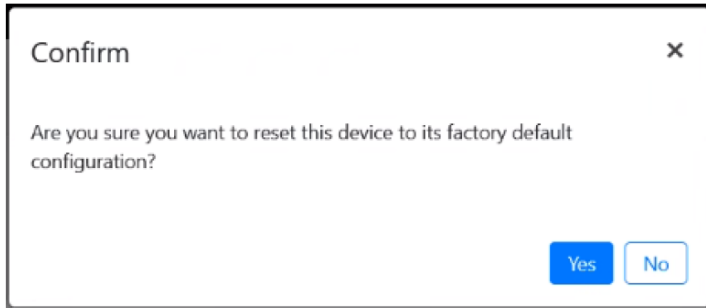 Confirm
Are you sure you want to reset this device to its factory default
configuration?
Yes No